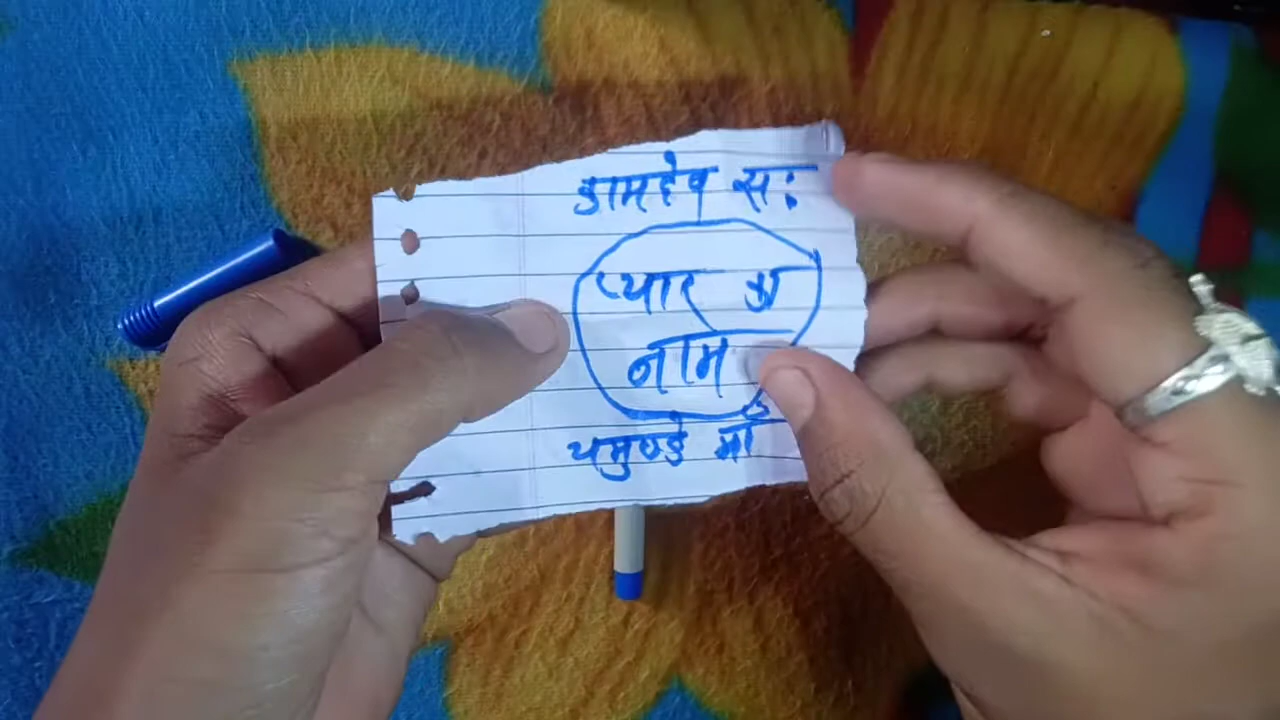 कामदेव स:
प्यार का
नाम
चमुण्डे माँ